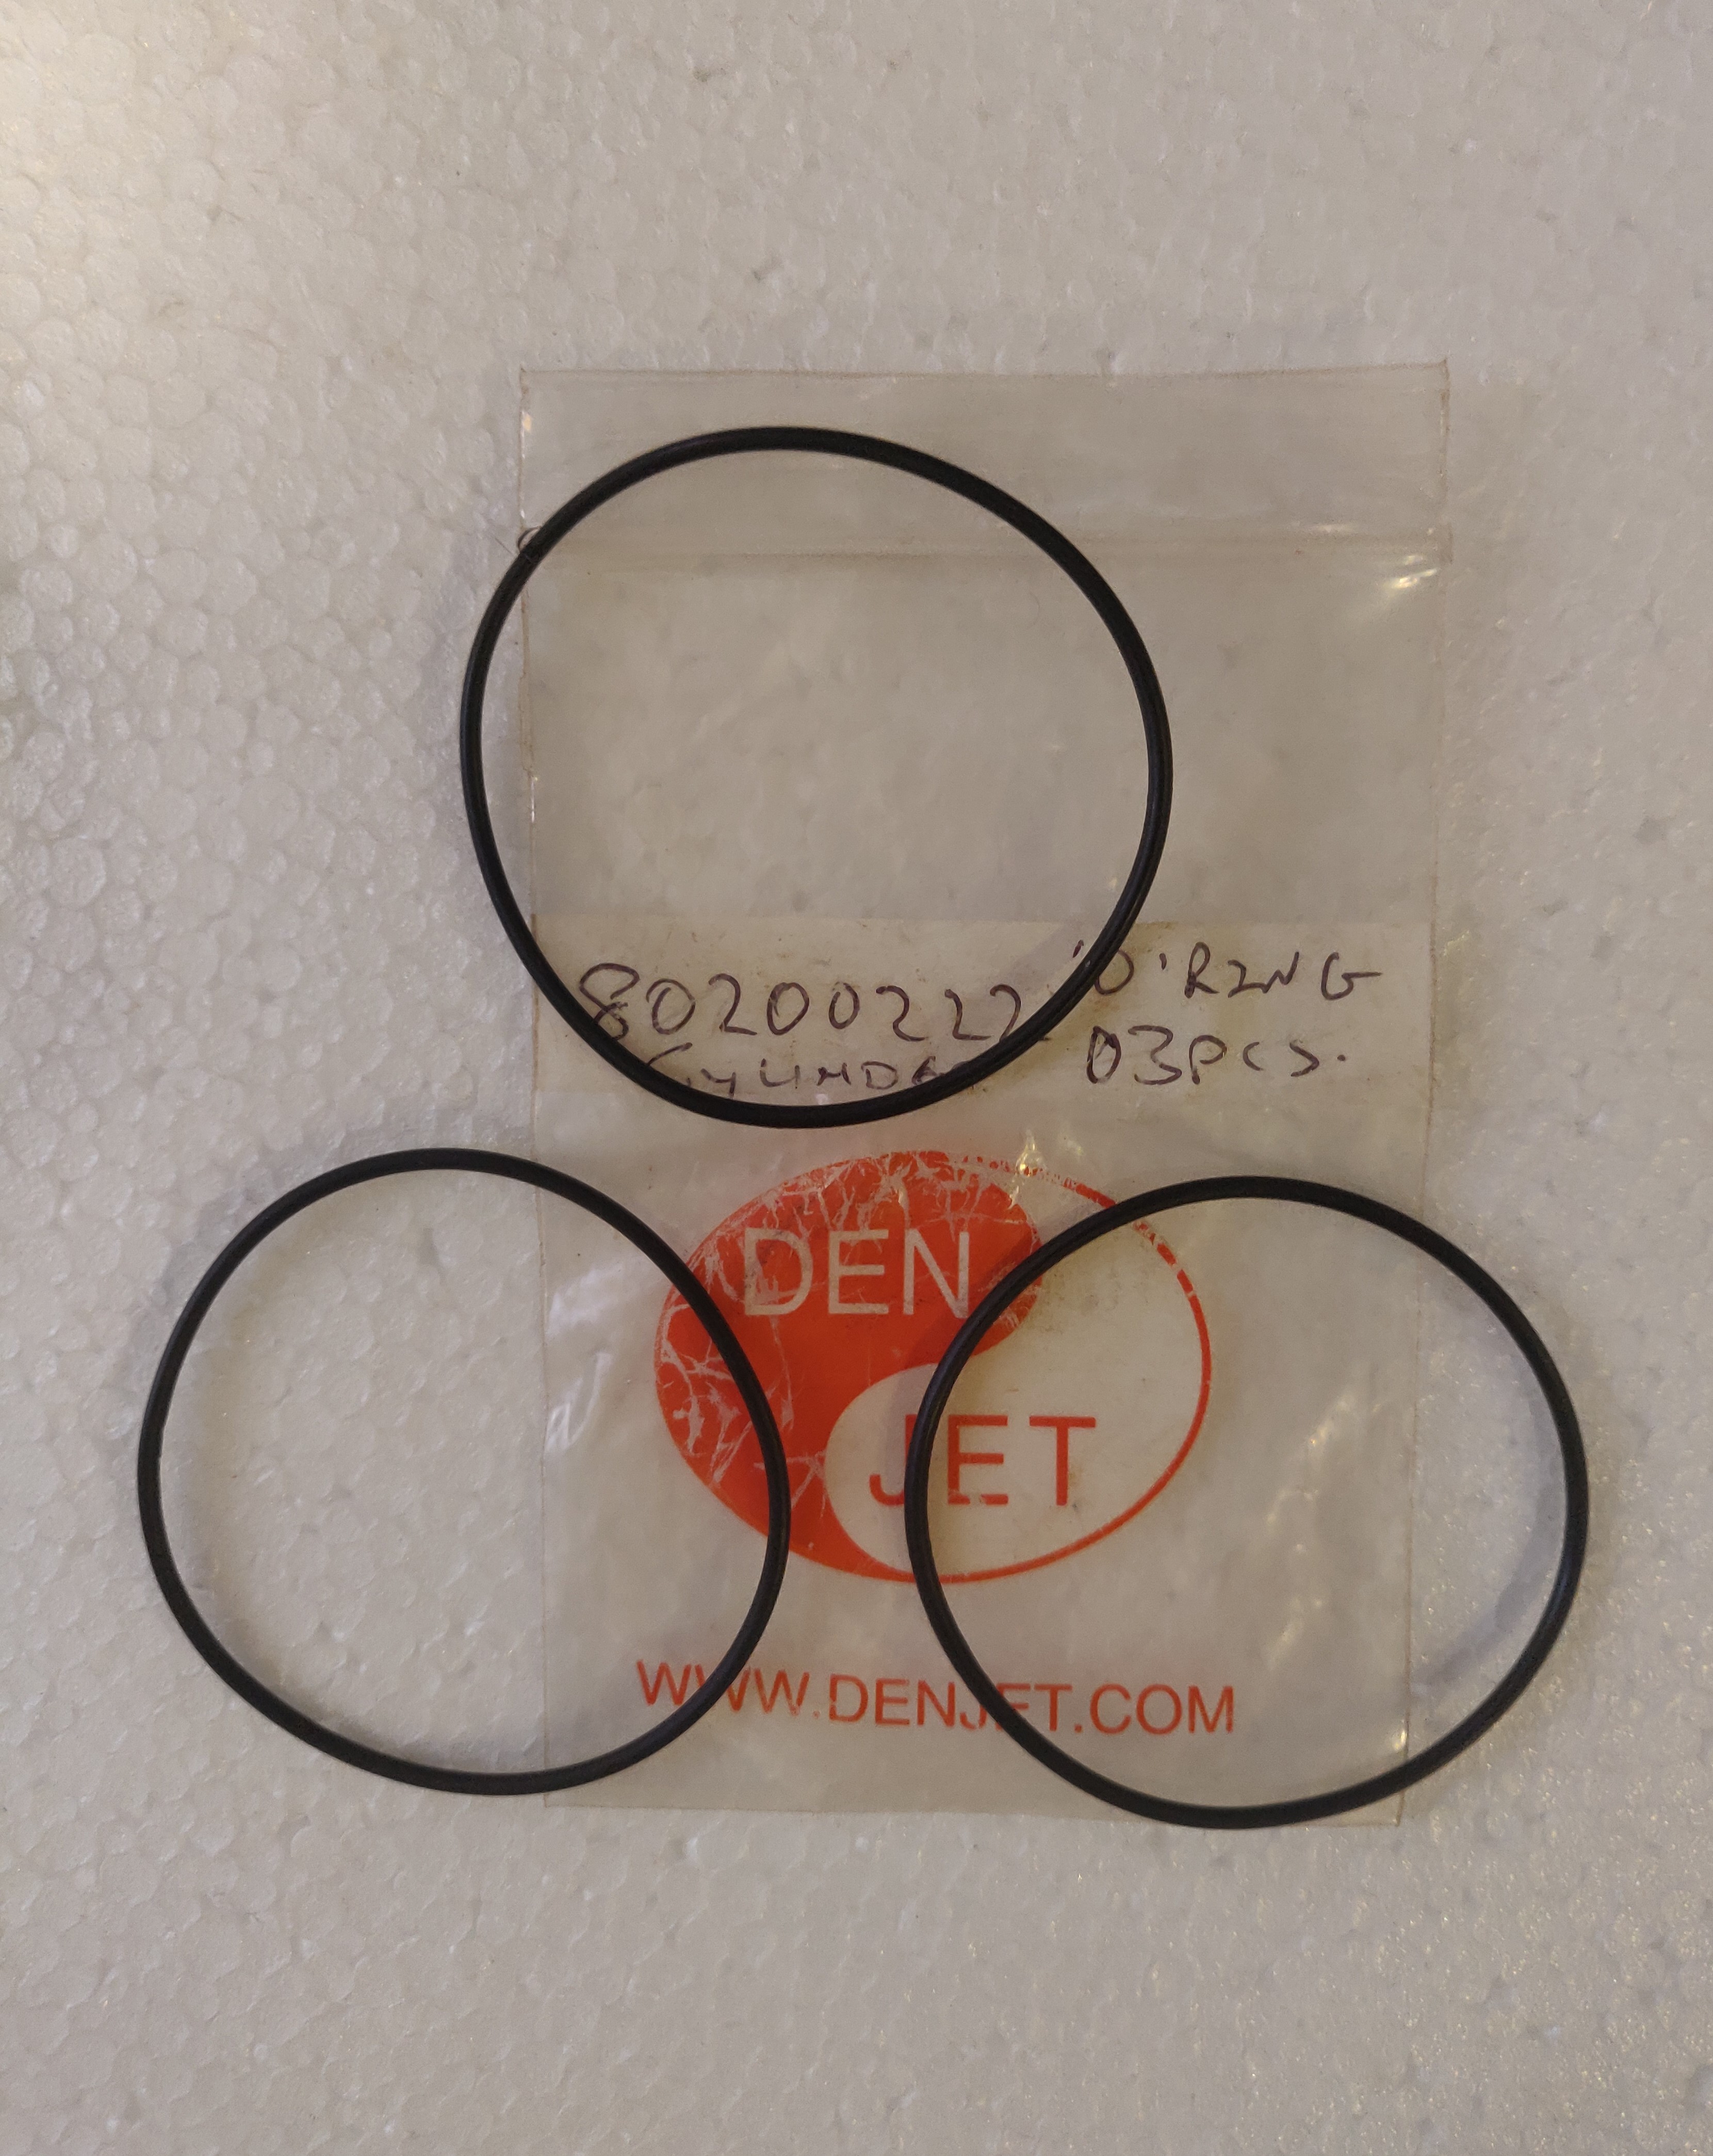 80200222 'O' RING
CYLINDER 03PCS.
DEN
JET
WWW.DENJET.COM